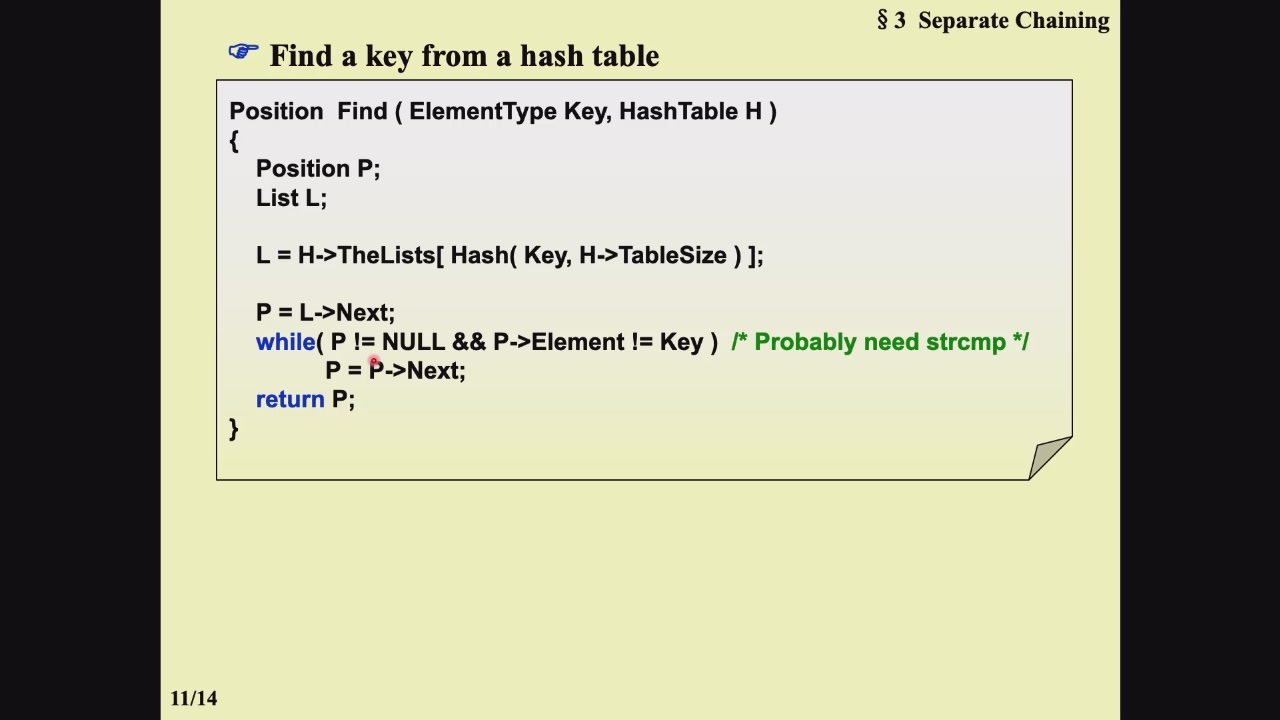 § 3 Separate Chaining
Find a key from a hash table
Position Find ( ElementType Key, HashTable H )
{
Position P;
List L;
L = H->TheLists[ Hash( Key, H->TableSize ) ];
P = L->Next;
while( P != NULL && P->Element != Key ) /* Probably need strcmp */
P = P->Next;
return P;
}
11/14